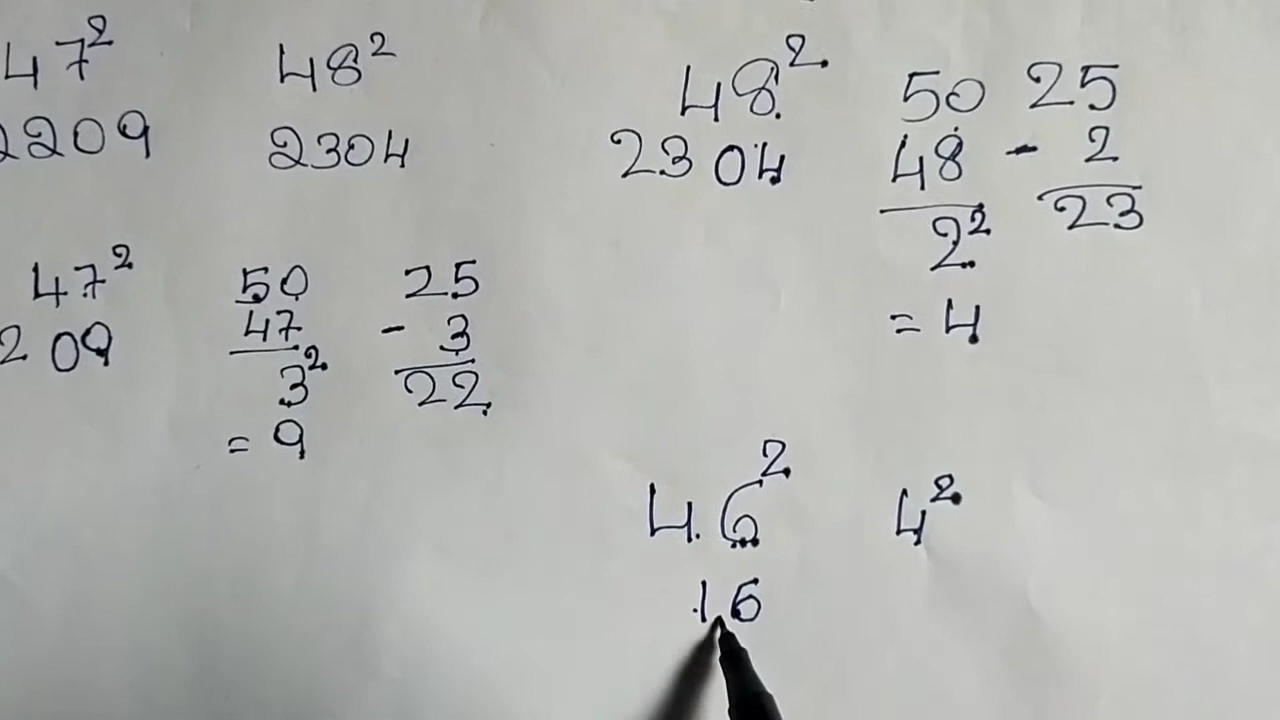 47² 48²
2209 2304
48² 50 25
2304 48 - 2
2² 23
= 4
47² 50 25
209 47 - 3
3² 22
= 9
46² 4²
16